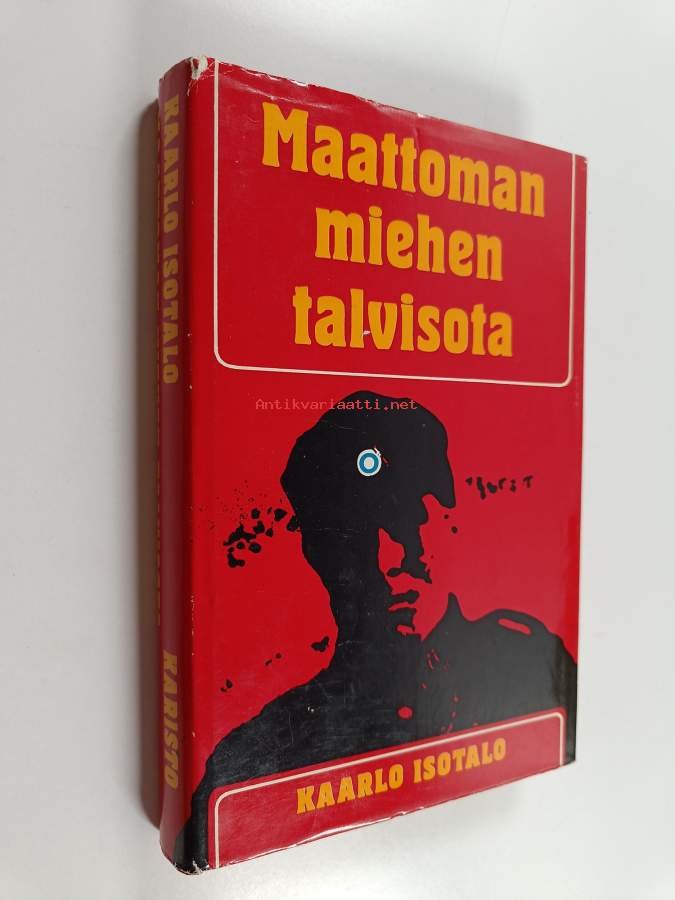 Maattoman
miehen
talvisota
Antikvariaatti.net
KAARLO ISOTALO
KAARLO ISOTALO
KARISTO